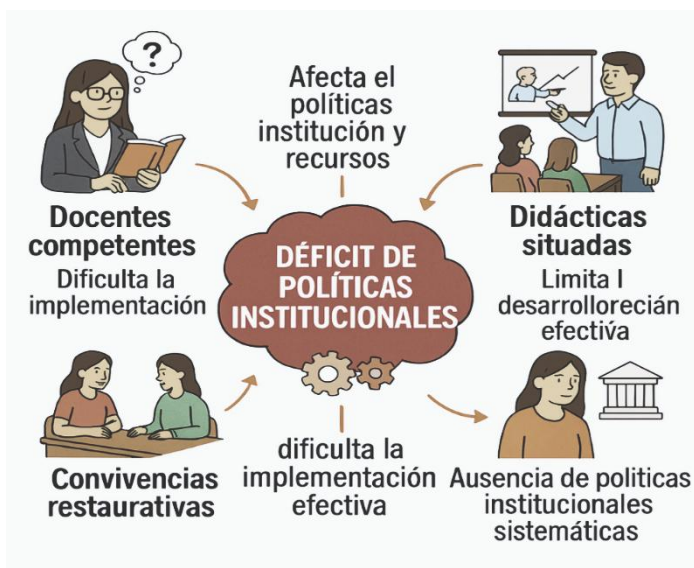 ?
Afecta el
políticas
institución y
recursos
Docentes
competentes
Dificulta la
implementación
DÉFICIT DE
POLÍTICAS
INSTITUCIONALES
Didácticas
situadas
Limita l
desarrollorecián
efectiva
Convivencias
restaurativas
dificulta la
implementación
efectiva
Ausencia de politicas
institucionales
sistemáticas